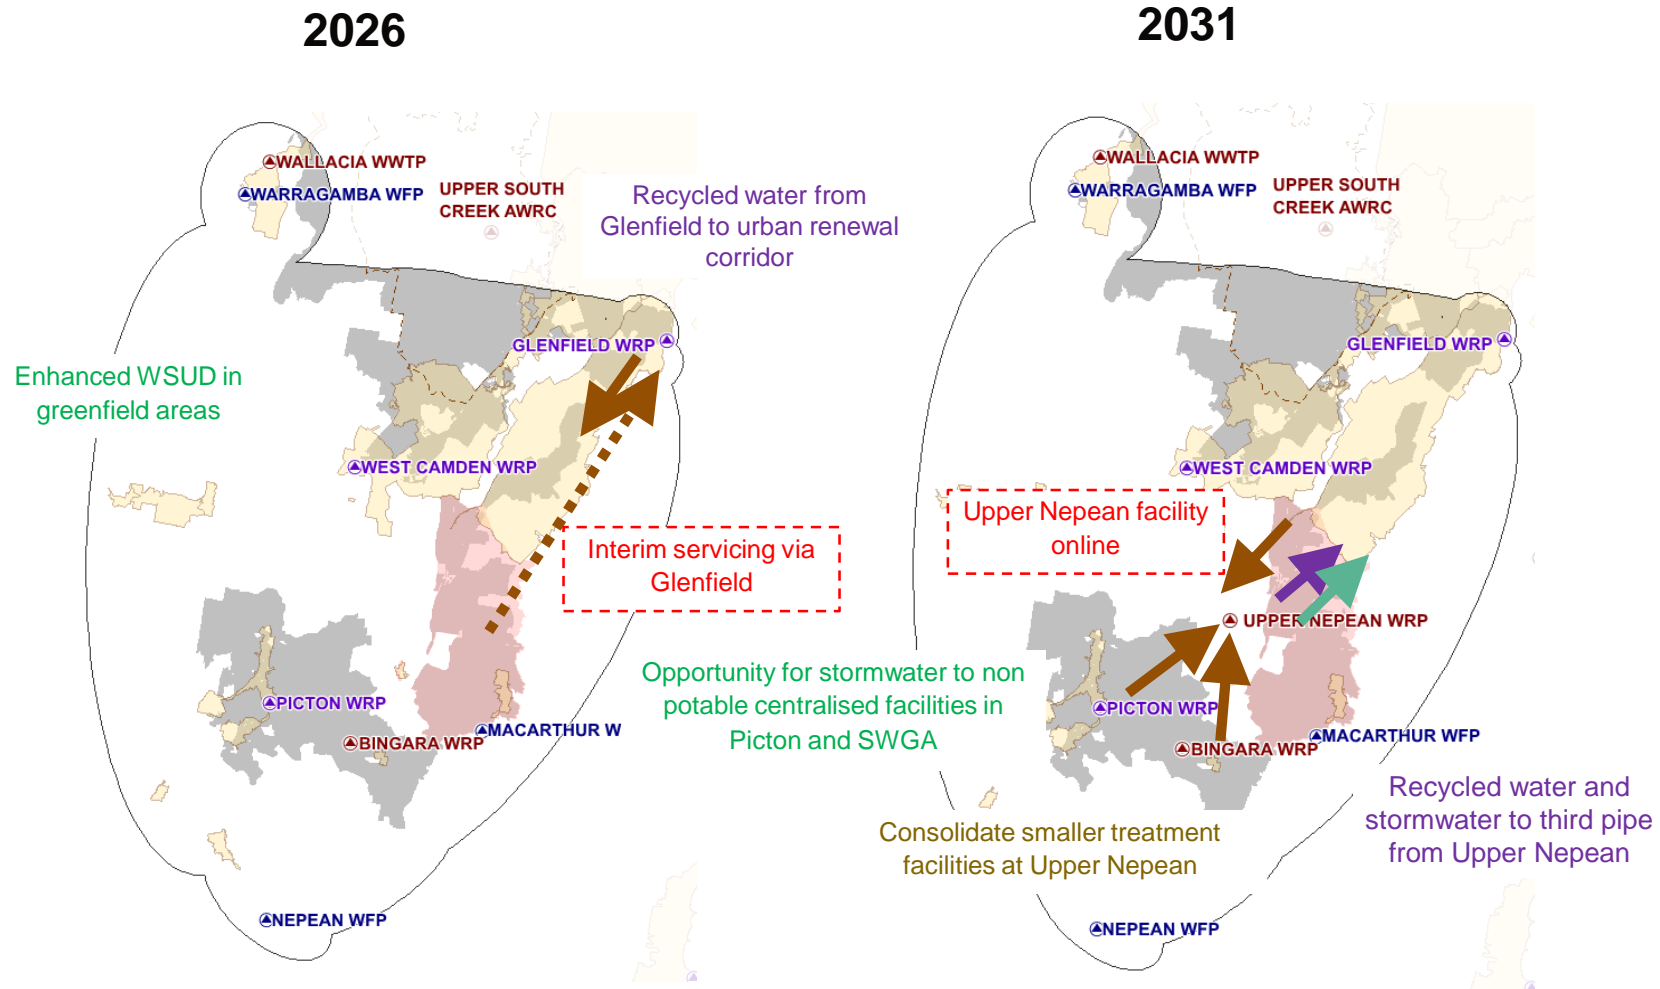 2026
2031
WALLACIA WWTP
WARRAGAMBA WFP
UPPER SOUTH
CREEK AWRC
Recycled water from
Glenfield to urban renewal
corridor
GLENFIELD WRP
Enhanced WSUD in
greenfield areas
WEST CAMDEN WRP
Interim servicing via
Glenfield
PICTON WRP
BINGARA WRP
MACARTHUR W
NEPEAN WFP
Opportunity for stormwater to non
potable centralised facilities in
Picton and SWGA
WALLACIA WWTP
WARRAGAMBA WFP
UPPER SOUTH
CREEK AWRC
GLENFIELD WRP
WEST CAMDEN WRP
Upper Nepean facility
online
UPPER NEPEAN WRP
PICTON WRP
BINGARA WRP
MACARTHUR WFP
Recycled water and
stormwater to third pipe
from Upper Nepean
Consolidate smaller treatment
facilities at Upper Nepean
NEPEAN WFP